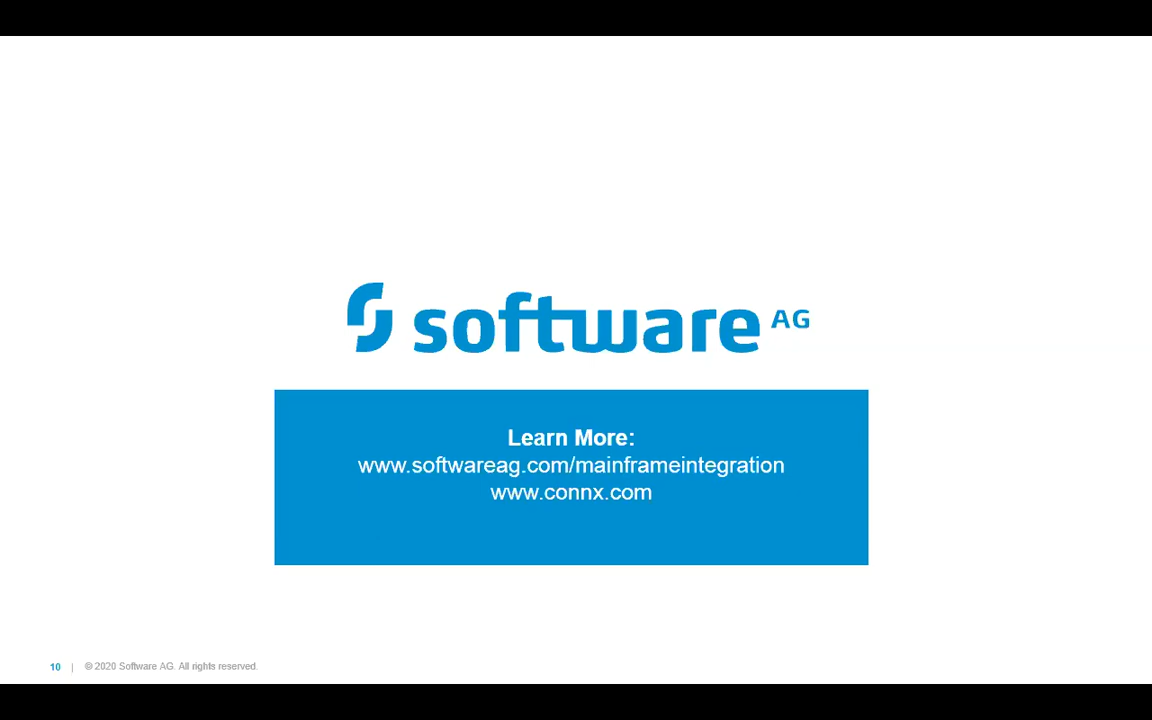 software AG
Learn More:
www.softwareag.com/mainframeintegration
www.connx.com
10 | © 2020 Software AG. All rights reserved.